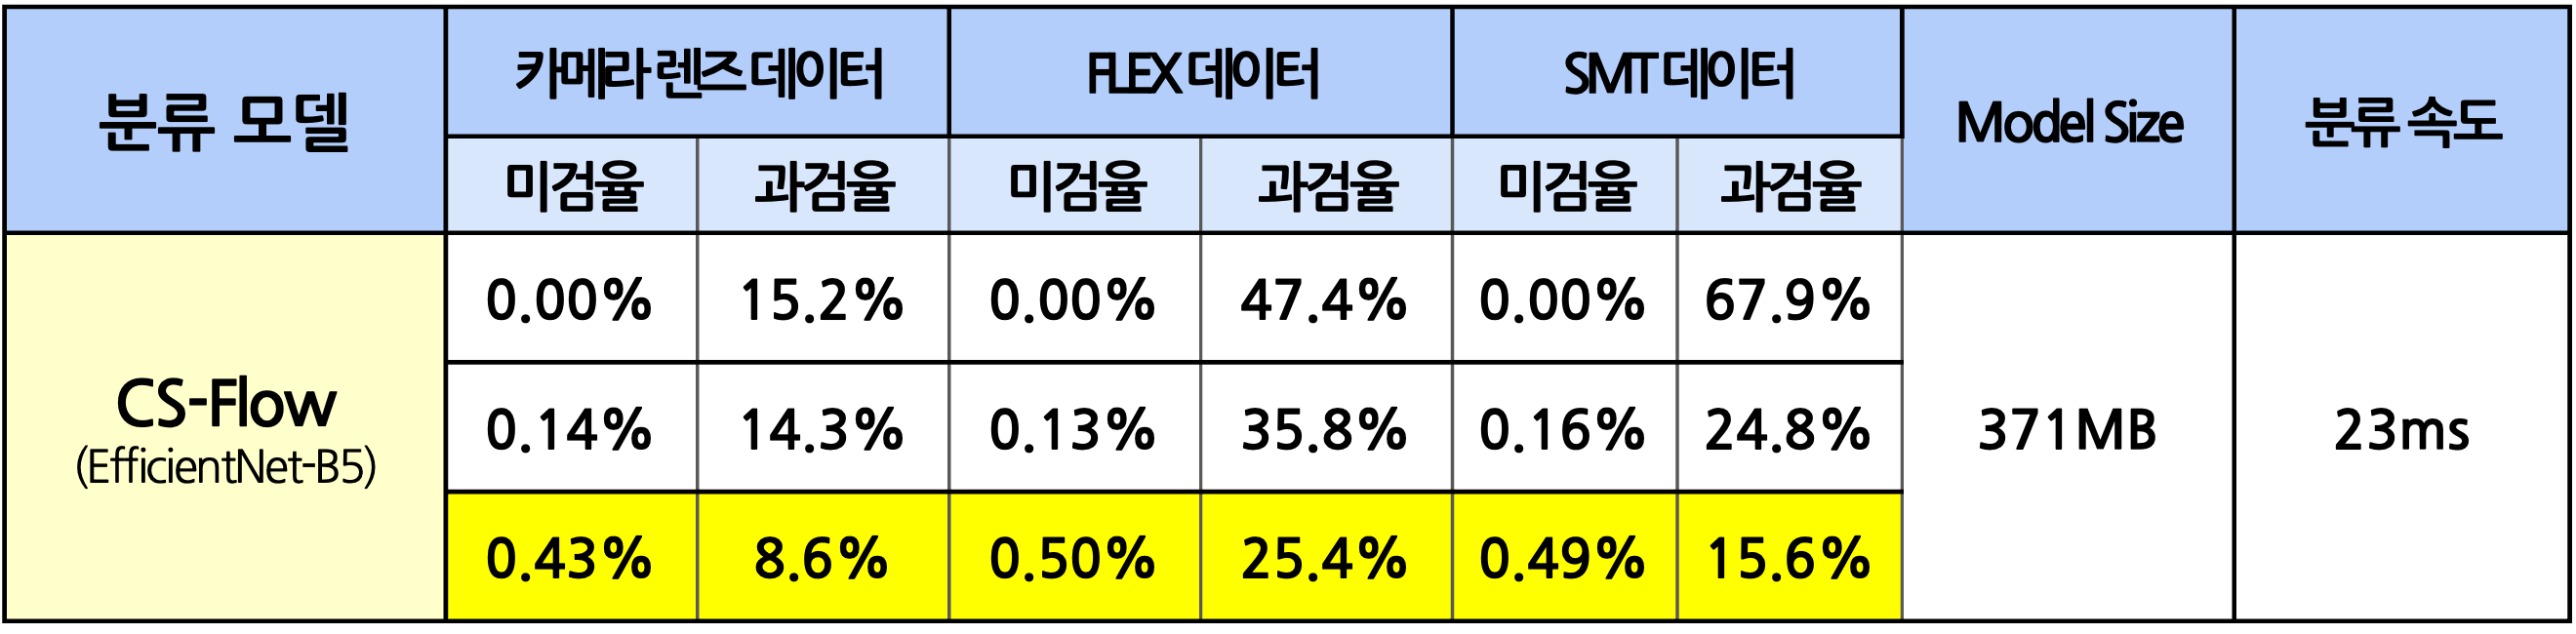 분류 모델
카메라 렌즈 데이터
FLEX 데이터
SMT 데이터
Model Size
분류 속도
미검율 과검율 미검율 과검율 미검율 과검율
CS-Flow
(EfficientNet-B5)
0.00% 15.2% 0.00% 47.4% 0.00% 67.9%
0.14% 14.3% 0.13% 35.8% 0.16% 24.8%
0.43% 8.6% 0.50% 25.4% 0.49% 15.6%
371MB
23ms